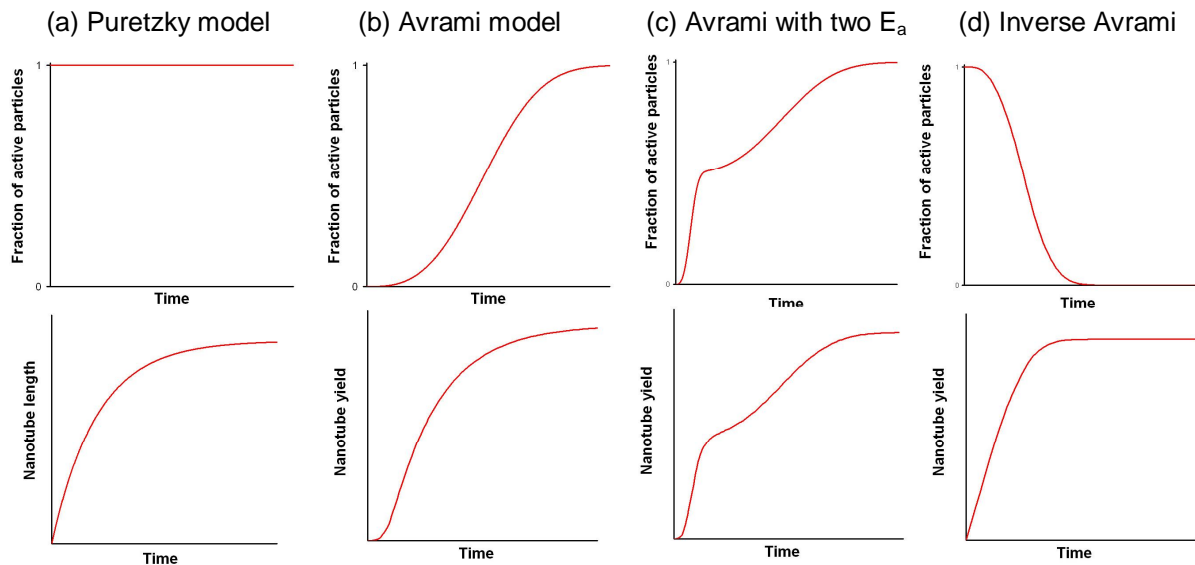 (a) Puretzky model
(b) Avrami model
(c) Avrami with two Eₐ
(d) Inverse Avrami
Fraction of active particles
1
0
Time
Fraction of active particles
1
0
Time
Fraction of active particles
1
0
Time
Fraction of active particles
1
0
Time
Nanotube length
Time
Nanotube yield
Time
Nanotube yield
Time
Nanotube yield
Time